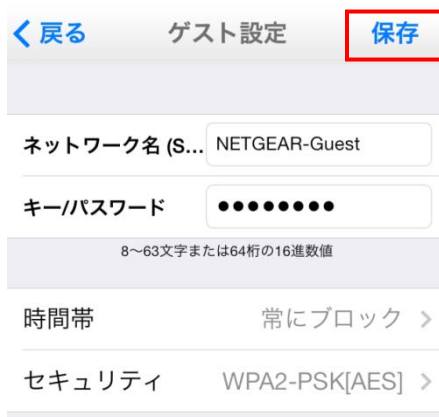 戻る ゲスト設定 保存
ネットワーク名 (S... NETGEAR-Guest
キー/パスワード ●●●●●●●●
8〜63文字または64桁の16進数値
時間帯 常にブロック
セキュリティ WPA2-PSK[AES]